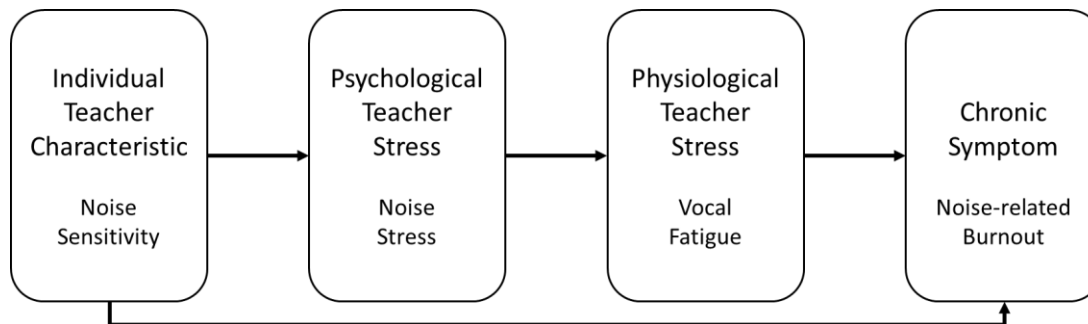 Individual
Teacher
Characteristic
Noise
Sensitivity
Psychological
Teacher
Stress
Noise
Stress
Physiological
Teacher
Stress
Vocal
Fatigue
Chronic
Symptom
Noise-related
Burnout